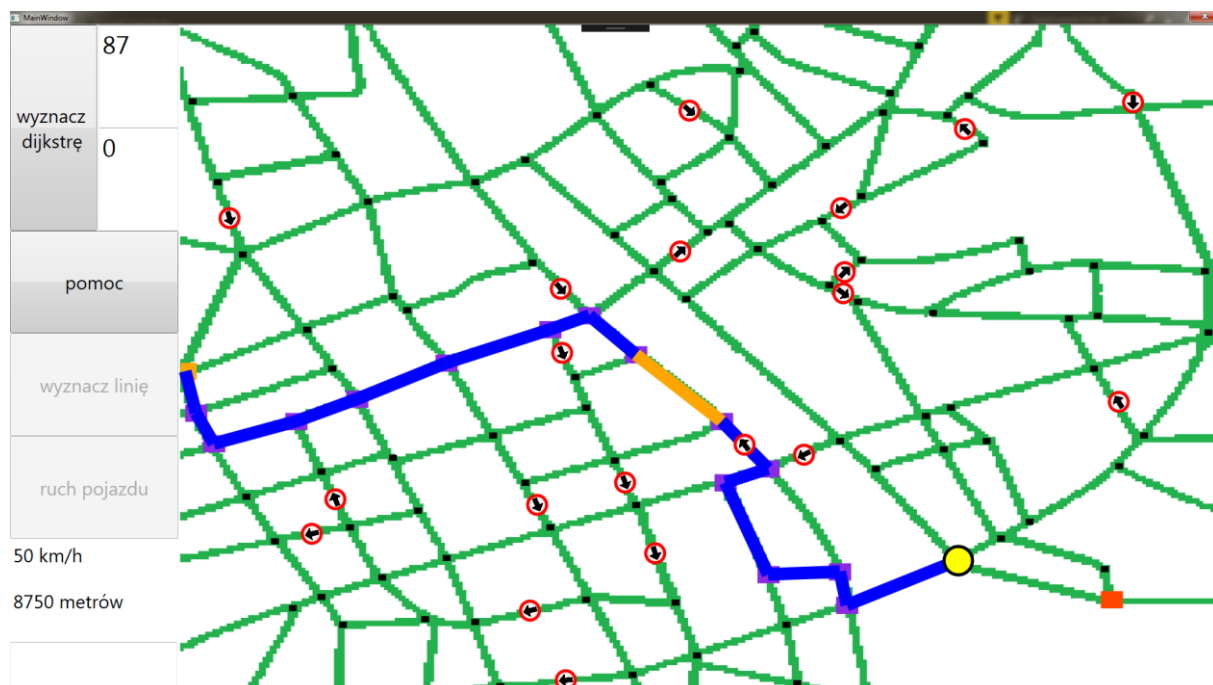 MainWindow
wyznacz
dijkstrę
87
0
pomoc
wyznacz linię
ruch pojazdu
50 km/h
8750 metrów